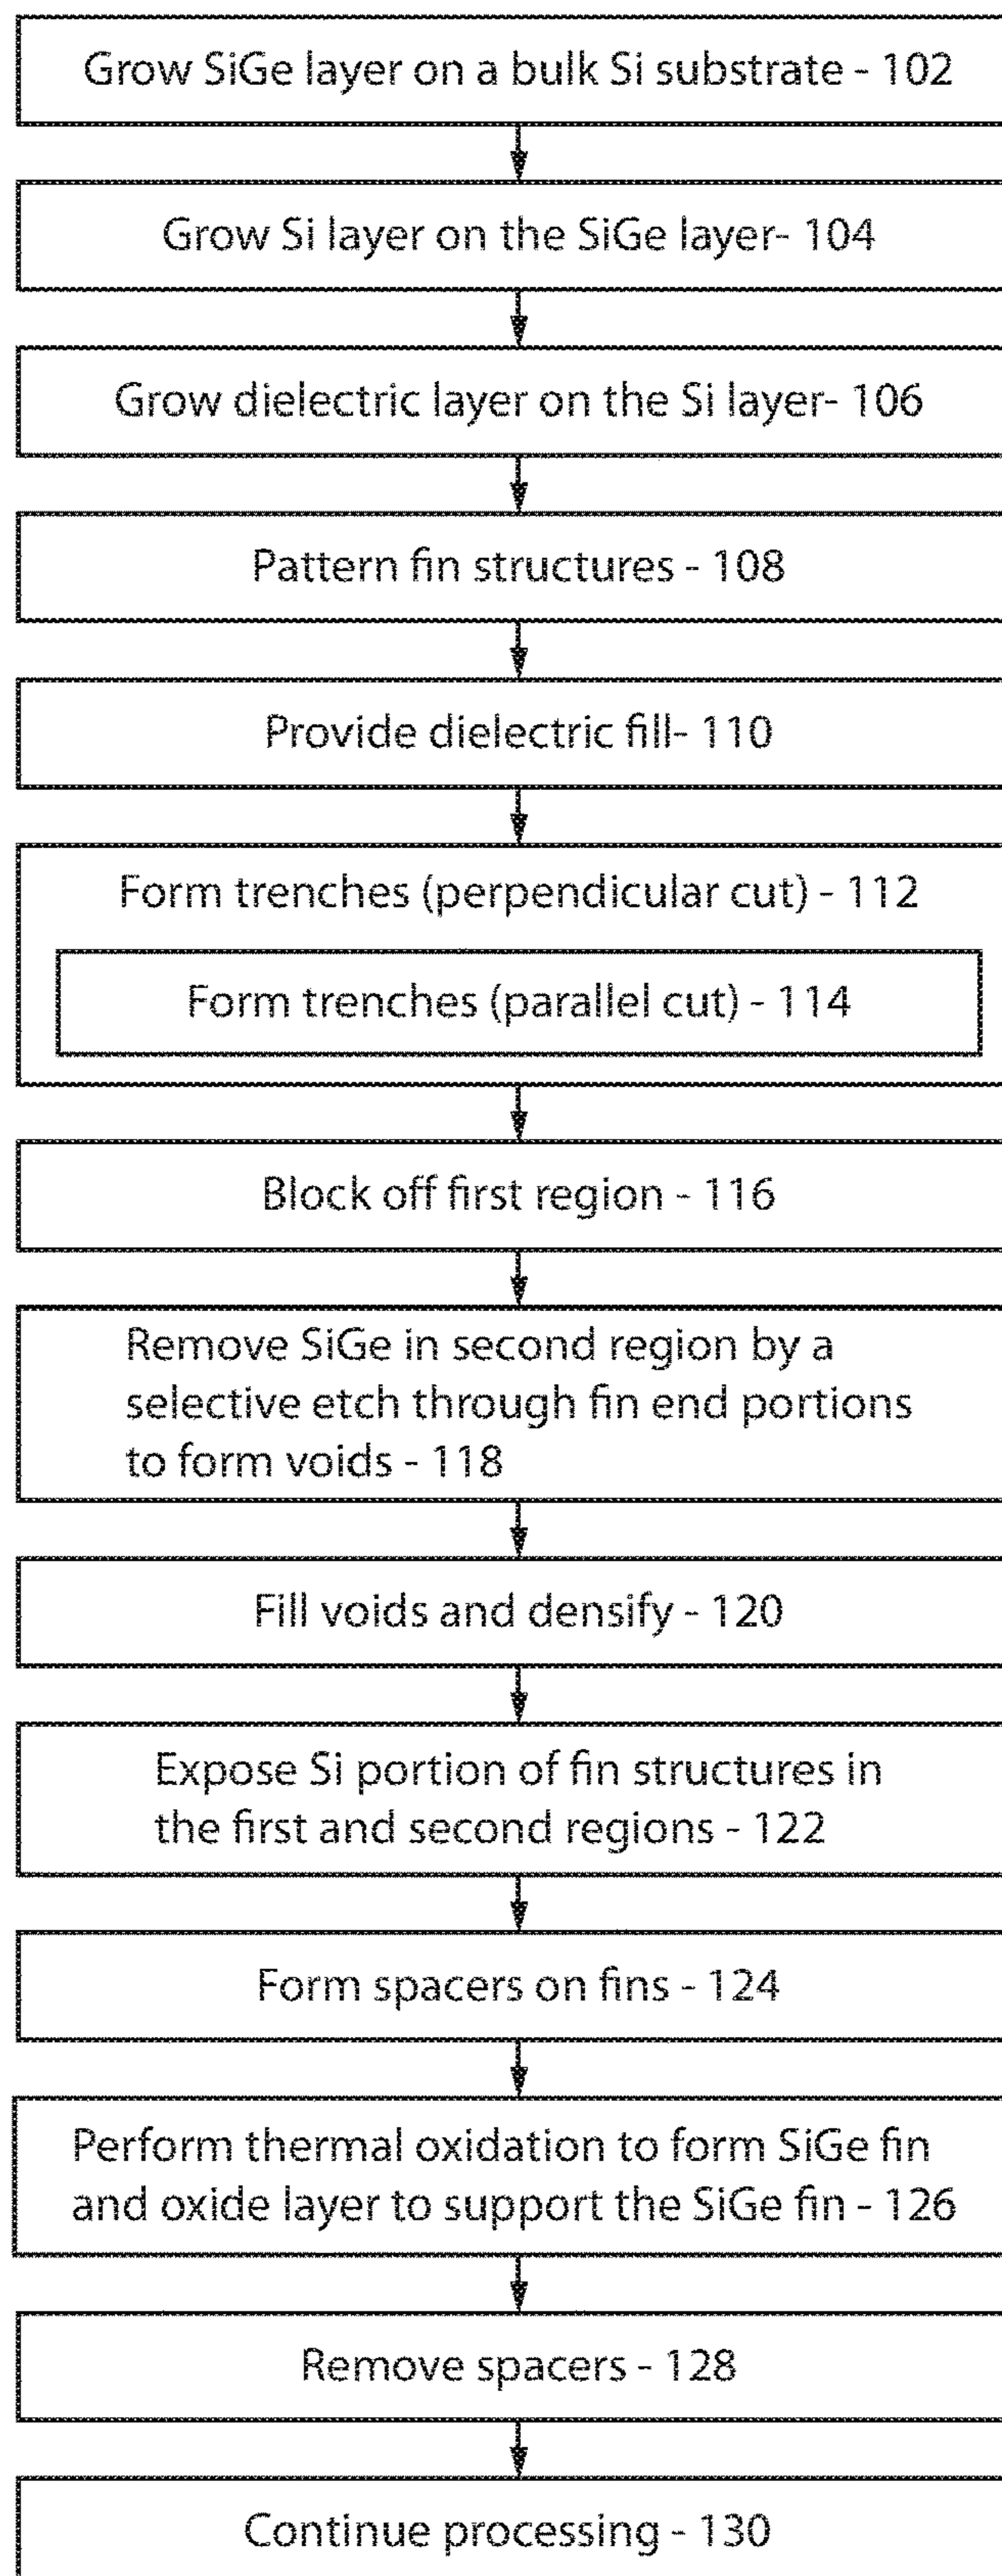 Grow SiGe layer on a bulk Si substrate - 102
Grow Si layer on the SiGe layer- 104
Grow dielectric layer on the Si layer- 106
Pattern fin structures - 108
Provide dielectric fill- 110
Form trenches (perpendicular cut) - 112
Form trenches (parallel cut) - 114
Block off first region - 116
Remove SiGe in second region by a
selective etch through fin end portions
to form voids - 118
Fill voids and densify - 120
Expose Si portion of fin structures in
the first and second regions - 122
Form spacers on fins - 124
Perform thermal oxidation to form SiGe fin
and oxide layer to support the SiGe fin - 126
Remove spacers - 128
Continue processing - 130